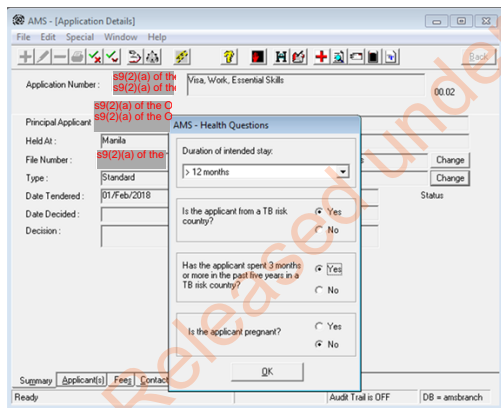 AMS - [Application Details]
File Edit Special Window Help
Back
Application Number :
s9(2)(a) of the
s9(2)(a) of the
Visa, Work, Essential Skills
00.02
s9(2)(a) of the O
s9(2)(a) of the O
Principal Applicant
Held At : Manila
File Number : s9(2)(a) of the
Change
Type : Standard
Change
Date Tendered : 01/Feb/2018
Status
Date Decided :
Decision :
AMS - Health Questions
Duration of intended stay:
> 12 months
Is the applicant from a TB risk
country?
Yes
No
Has the applicant spent 3 months
or more in the past five years in a
TB risk country?
Yes
No
Is the applicant pregnant?
Yes
No
OK
Summary Applicant(s) Fees Contact
Ready Audit Trail is OFF DB = amsbranch
Released under